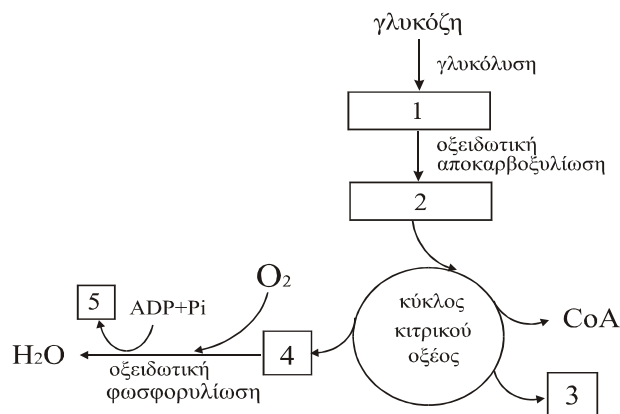 γλυκόζη
γλυκόλυση
1
οξειδωτική
αποκαρβοξυλίωση
2
O2
5
ADP+Pi
κύκλος
κιτρικού
οξέος
CoA
H2O
4
οξειδωτική
φωσφορυλίωση
3